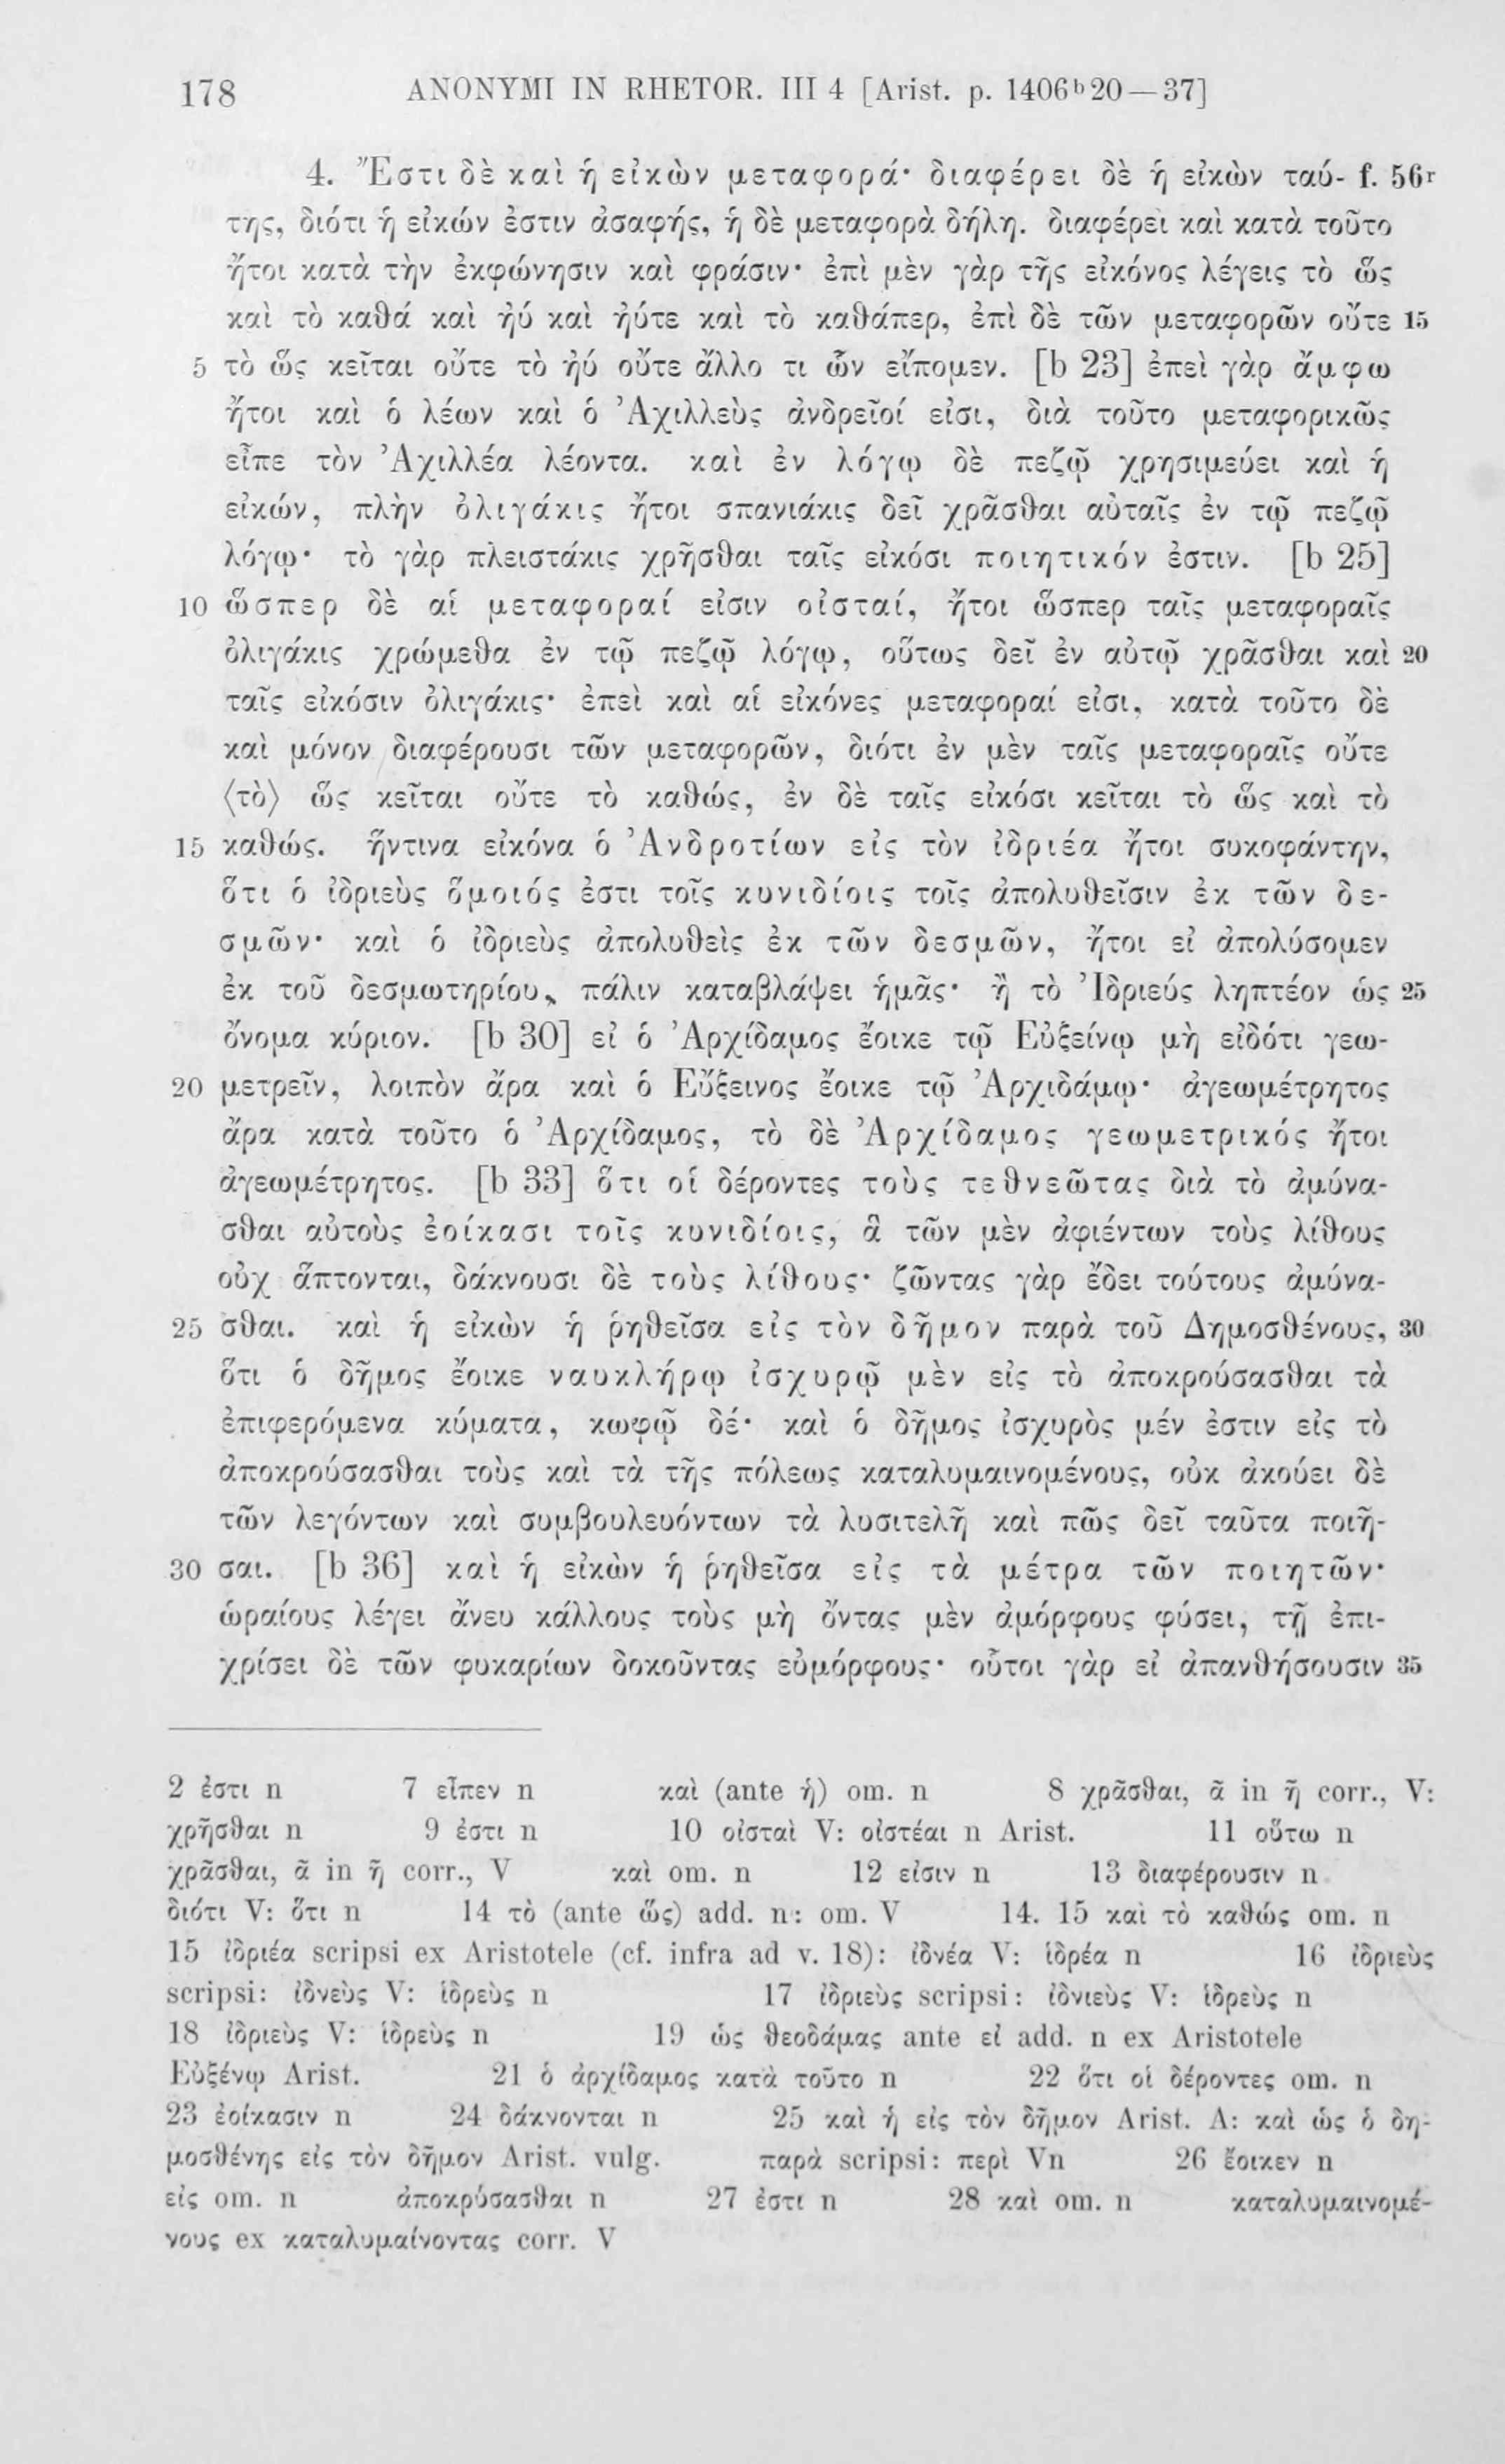 178 ANONYMI IN RHETOR. III 4 [Arist. p. 1406ᵇ20—37]
4. Ἔστι δὲ καὶ ἡ εἰκὼν μεταφορά· διαφέρει δὲ ἡ εἰκὼν ταύ- f. 56ʳ
της, διότι ἡ εἰκών ἐστιν ἀσαφής, ἡ δὲ μεταφορὰ δήλη. διαφέρει καὶ κατὰ τοῦτο
ἤτοι κατὰ τὴν ἐκφώνησιν καὶ φράσιν· ἐπὶ μὲν γὰρ τῆς εἰκόνος λέγεις τὸ ὥς
καὶ τὸ καθά καὶ ἠύ καὶ ἠύτε καὶ τὸ καθάπερ, ἐπὶ δὲ τῶν μεταφορῶν οὔτε 15
5 τὸ ὥς κεῖται οὔτε τὸ ἠύ οὔτε ἄλλο τι ὧν εἴπομεν. [b 23] ἐπεὶ γὰρ ἄμφω
ἤτοι καὶ ὁ λέων καὶ ὁ Ἀχιλλεὺς ἀνδρεῖοί εἰσι, διὰ τοῦτο μεταφορικῶς
εἶπε τὸν Ἀχιλλέα λέοντα. καὶ ἐν λόγῳ δὲ πεζῷ χρησιμεύει καὶ ἡ
εἰκών, πλὴν ὀλιγάκις ἤτοι σπανιάκις δεῖ χρᾶσθαι αὐταῖς ἐν τῷ πεζῷ
λόγῳ· τὸ γὰρ πλειστάκις χρῆσθαι ταῖς εἰκόσι ποιητικόν ἐστιν. [b 25]
10 ὥσπερ δὲ αἱ μεταφοραί εἰσιν οἰσταί, ἤτοι ὥσπερ ταῖς μεταφοραῖς
ὀλιγάκις χρώμεθα ἐν τῷ πεζῷ λόγῳ, οὕτως δεῖ ἐν αὐτῷ χρᾶσθαι καὶ 20
ταῖς εἰκόσιν ὀλιγάκις· ἐπεὶ καὶ αἱ εἰκόνες μεταφοραί εἰσι, κατὰ τοῦτο δὲ
καὶ μόνον διαφέρουσι τῶν μεταφορῶν, διότι ἐν μὲν ταῖς μεταφοραῖς οὔτε
⟨τὸ⟩ ὥς κεῖται οὔτε τὸ καθώς, ἐν δὲ ταῖς εἰκόσι κεῖται τὸ ὥς καὶ τὸ
15 καθώς. ἥντινα εἰκόνα ὁ Ἀνδροτίων εἰς τὸν ἰδριέα ἤτοι συκοφάντην,
ὅτι ὁ ἰδριεὺς ὅμοιός ἐστι τοῖς κυνιδίοις τοῖς ἀπολυθεῖσιν ἐκ τῶν δε-
σμῶν· καὶ ὁ ἰδριεὺς ἀπολυθεὶς ἐκ τῶν δεσμῶν, ἤτοι εἰ ἀπολύσομεν
ἐκ τοῦ δεσμωτηρίου, πάλιν καταβλάψει ἡμᾶς· ἢ τὸ Ἰδριεύς ληπτέον ὡς 25
ὄνομα κύριον. [b 30] εἰ ὁ Ἀρχίδαμος ἔοικε τῷ Εὐξείνῳ μὴ εἰδότι γεω-
20 μετρεῖν, λοιπὸν ἄρα καὶ ὁ Εὔξεινος ἔοικε τῷ Ἀρχιδάμῳ· ἀγεωμέτρητος
ἄρα κατὰ τοῦτο ὁ Ἀρχίδαμος, τὸ δὲ Ἀρχίδαμος γεωμετρικός ἤτοι
ἀγεωμέτρητος. [b 33] ὅτι οἱ δέροντες τοὺς τεθνεῶτας διὰ τὸ ἀμύνα-
σθαι αὐτοὺς ἐοίκασι τοῖς κυνιδίοις, ἃ τῶν μὲν ἀφιέντων τοὺς λίθους
οὐχ ἅπτονται, δάκνουσι δὲ τοὺς λίθους· ζῶντας γὰρ ἔδει τούτους ἀμύνα-
25 σθαι. καὶ ἡ εἰκὼν ἡ ῥηθεῖσα εἰς τὸν δῆμον παρὰ τοῦ Δημοσθένους, 30
ὅτι ὁ δῆμος ἔοικε ναυκλήρῳ ἰσχυρῷ μὲν εἰς τὸ ἀποκρούσασθαι τὰ
ἐπιφερόμενα κύματα, κωφῷ δέ· καὶ ὁ δῆμος ἰσχυρὸς μέν ἐστιν εἰς τὸ
ἀποκρούσασθαι τοὺς καὶ τὰ τῆς πόλεως καταλυμαινομένους, οὐκ ἀκούει δὲ
τῶν λεγόντων καὶ συμβουλευόντων τὰ λυσιτελῆ καὶ πῶς δεῖ ταῦτα ποιῆ-
30 σαι. [b 36] καὶ ἡ εἰκὼν ἡ ῥηθεῖσα εἰς τὰ μέτρα τῶν ποιητῶν·
ὡραίους λέγει ἄνευ κάλλους τοὺς μὴ ὄντας μὲν ἀμόρφους φύσει, τῇ ἐπι-
χρίσει δὲ τῶν φυκαρίων δοκοῦντας εὐμόρφους· οὗτοι γὰρ εἰ ἀπανθήσουσιν 35
2 ἐστι n 7 εἶπεν n καὶ (ante ἡ) om. n 8 χρᾶσθαι, ᾶ in ῆ corr., V:
χρῆσθαι n 9 ἐστι n 10 οἰσταὶ V: οἰστέαι n Arist. 11 οὕτω n
χρᾶσθαι, ᾶ in ῆ corr., V καὶ om. n 12 εἰσιν n 13 διαφέρουσιν n
διότι V: ὅτι n 14 τὸ (ante ὥς) add. n: om. V 14. 15 καὶ τὸ καθώς om. n
15 ἰδριέα scripsi ex Aristotele (cf. infra ad v. 18): ἰδνέα V: ἱδρέα n 16 ἰδριεὺς
scripsi: ἰδνεὺς V: ἱδρεὺς n 17 ἰδριεὺς scripsi: ἰδνιεὺς V: ἱδρεὺς n
18 ἰδριεὺς V: ἱδρεὺς n 19 ὡς θεοδάμας ante εἰ add. n ex Aristotele
Εὐξένῳ Arist. 21 ὁ ἀρχίδαμος κατὰ τοῦτο n 22 ὅτι οἱ δέροντες om. n
23 ἐοίκασιν n 24 δάκνονται n 25 καὶ ἡ εἰς τὸν δῆμον Arist. A: καὶ ὡς ὁ δη-
μοσθένης εἰς τὸν δῆμον Arist. vulg. παρὰ scripsi: περὶ Vn 26 ἔοικεν n
εἰς om. n ἀποκρύσασθαι n 27 ἐστι n 28 καὶ om. n καταλυμαινομέ-
νους ex καταλυμαίνοντας corr. V